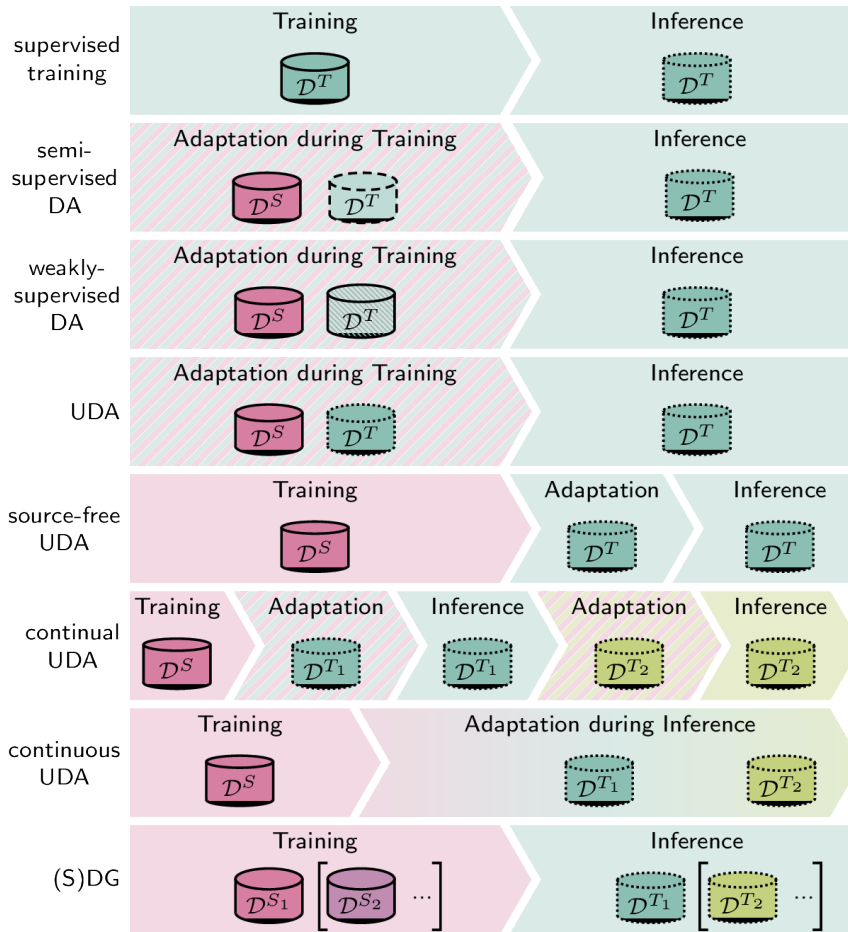 supervised
training
Training
Inference
𝒟^T
𝒟^T
semi-
supervised
DA
Adaptation during Training
Inference
𝒟^S
𝒟^T
𝒟^T
weakly-
supervised
DA
Adaptation during Training
Inference
𝒟^S
𝒟^T
𝒟^T
UDA
Adaptation during Training
Inference
𝒟^S
𝒟^T
𝒟^T
source-free
UDA
Training
Adaptation
Inference
𝒟^S
𝒟^T
𝒟^T
continual
UDA
Training
Adaptation
Inference
Adaptation
Inference
𝒟^S
𝒟^{T_1}
𝒟^{T_1}
𝒟^{T_2}
𝒟^{T_2}
continuous
UDA
Training
Adaptation during Inference
𝒟^S
𝒟^{T_1}
𝒟^{T_2}
(S)DG
Training
Inference
𝒟^{S_1} [ 𝒟^{S_2} ... ]
𝒟^{T_1} [ 𝒟^{T_2} ... ]